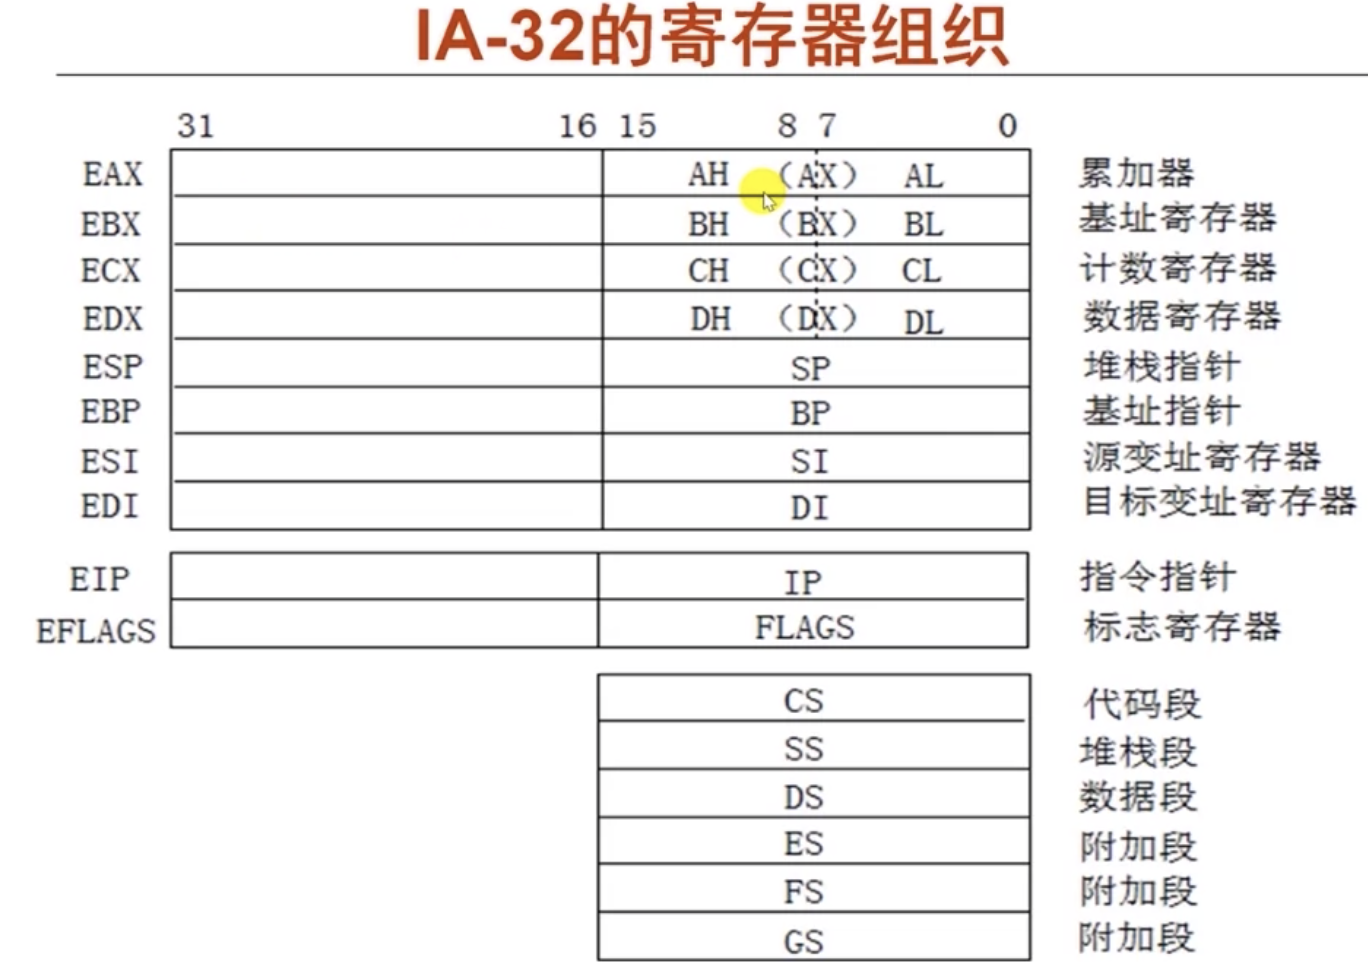 IA-32的寄存器组织
31 16 15 8 7 0
EAX AH (AX) AL 累加器
EBX BH (BX) BL 基址寄存器
ECX CH (CX) CL 计数寄存器
EDX DH (DX) DL 数据寄存器
ESP SP 堆栈指针
EBP BP 基址指针
ESI SI 源变址寄存器
EDI DI 目标变址寄存器
EIP IP 指令指针
EFLAGS FLAGS 标志寄存器
CS 代码段
SS 堆栈段
DS 数据段
ES 附加段
FS 附加段
GS 附加段